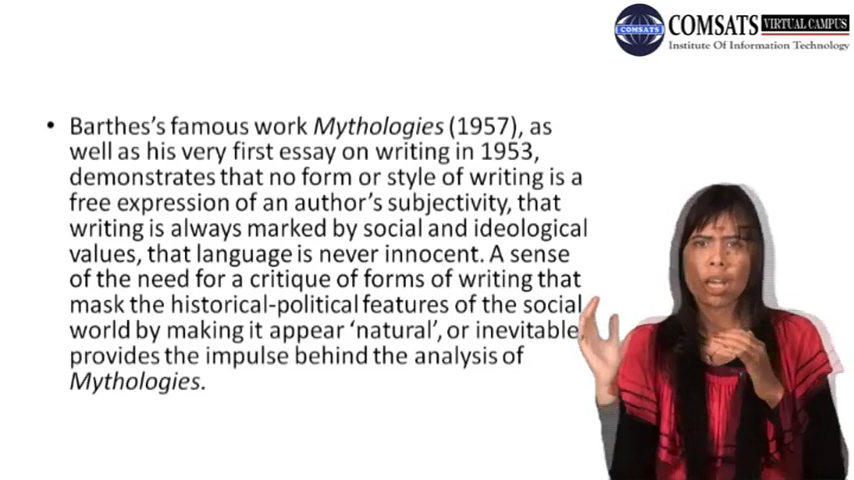 COMSATS
COMSATS VIRTUAL CAMPUS
Institute Of Information Technology
• Barthes's famous work Mythologies (1957), as
well as his very first essay on writing in 1953,
demonstrates that no form or style of writing is a
free expression of an author's subjectivity, that
writing is always marked by social and ideological
values, that language is never innocent. A sense
of the need for a critique of forms of writing that
mask the historical-political features of the social
world by making it appear 'natural', or inevitable
provides the impulse behind the analysis of
Mythologies.